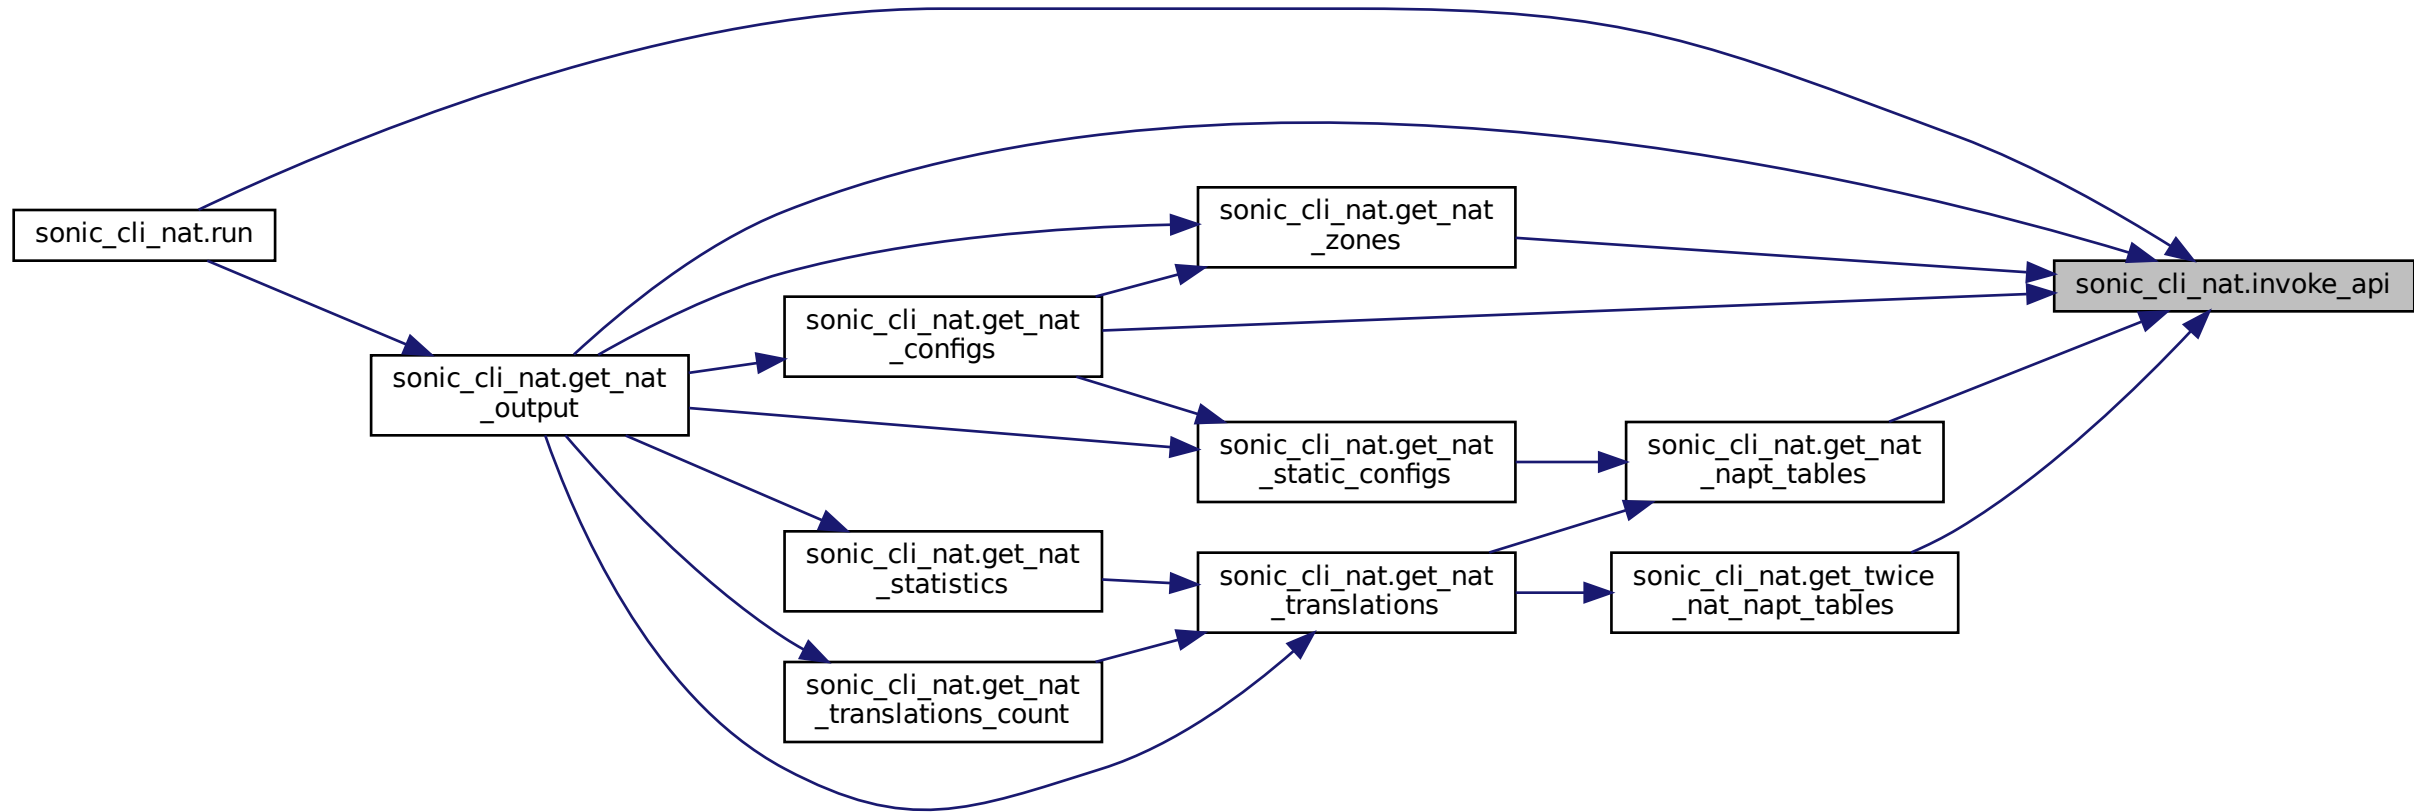 sonic_cli_nat.run
sonic_cli_nat.get_nat
_output
sonic_cli_nat.get_nat
_configs
sonic_cli_nat.get_nat
_statistics
sonic_cli_nat.get_nat
_translations_count
sonic_cli_nat.get_nat
_zones
sonic_cli_nat.get_nat
_static_configs
sonic_cli_nat.get_nat
_translations
sonic_cli_nat.get_nat
_napt_tables
sonic_cli_nat.get_twice
_nat_napt_tables
sonic_cli_nat.invoke_api